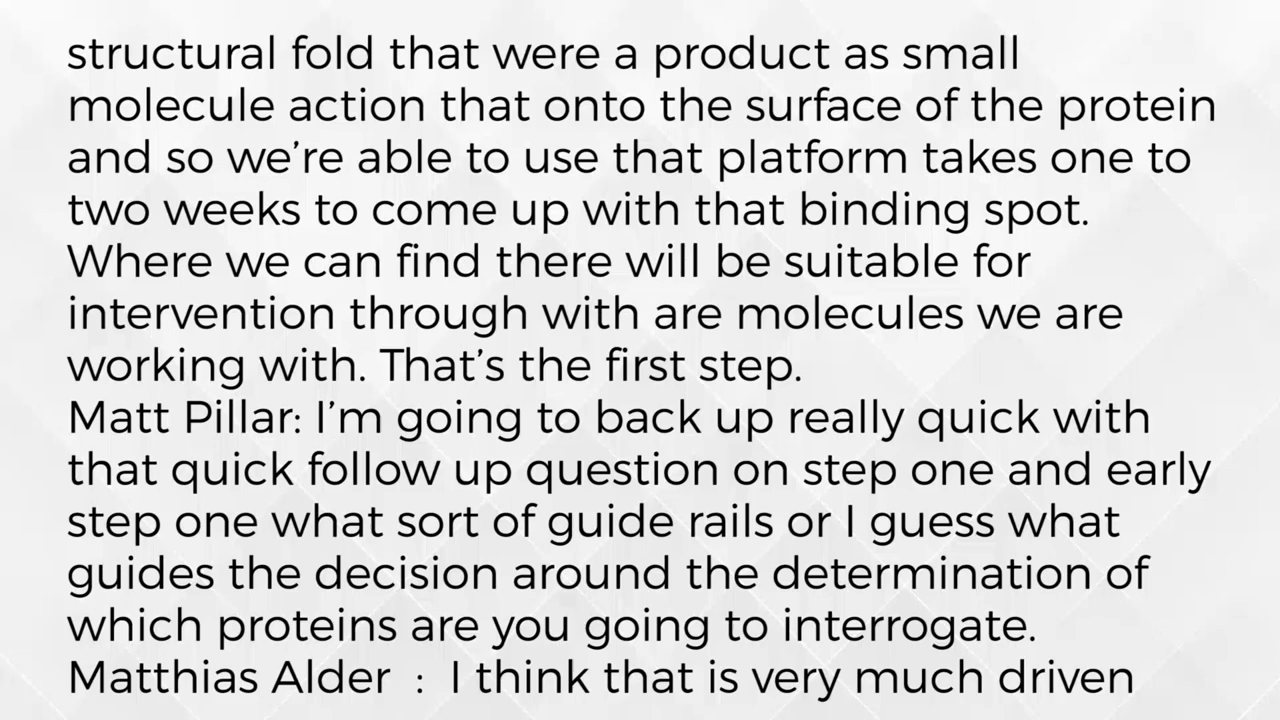 structural fold that were a product as small
molecule action that onto the surface of the protein
and so we're able to use that platform takes one to
two weeks to come up with that binding spot.
Where we can find there will be suitable for
intervention through with are molecules we are
working with. That's the first step.
Matt Pillar: I'm going to back up really quick with
that quick follow up question on step one and early
step one what sort of guide rails or I guess what
guides the decision around the determination of
which proteins are you going to interrogate.
Matthias Alder : I think that is very much driven